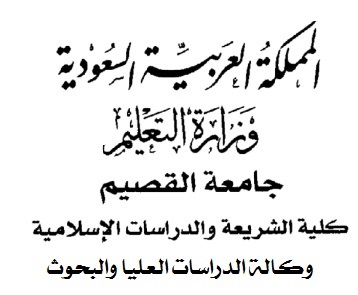 المملكة العربية السعودية
وزارة التعليم
جامعة القصيم
كلية الشريعة والدراسات الإسلامية
وكالة الدراسات العليا والبحوث